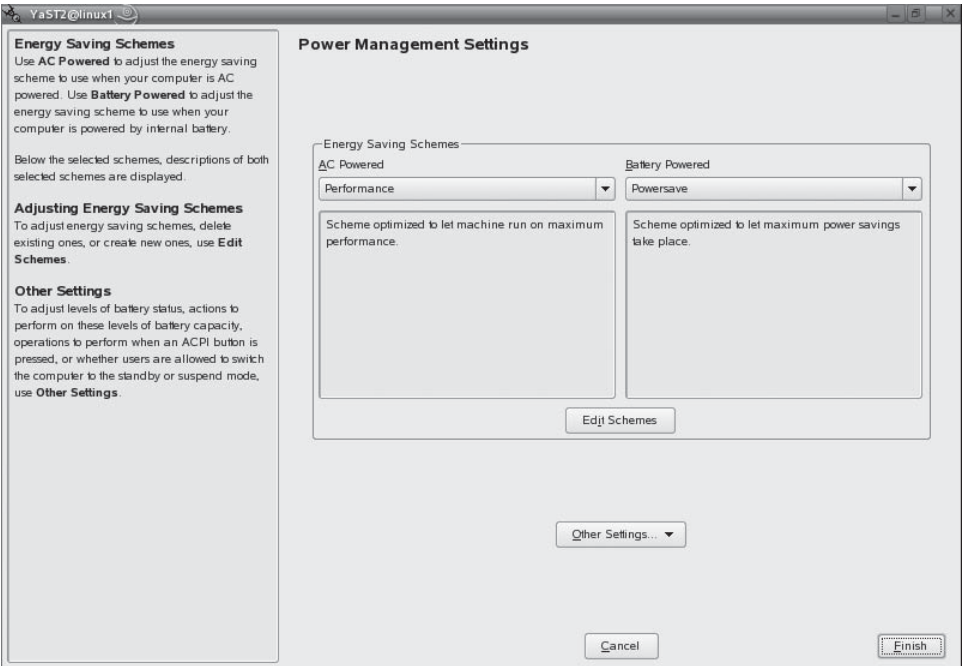 YaST2@linux1
Energy Saving Schemes
Use AC Powered to adjust the energy saving
scheme to use when your computer is AC
powered. Use Battery Powered to adjust the
energy saving scheme to use when your
computer is powered by internal battery.
Below the selected schemes, descriptions of both
selected schemes are displayed.
Adjusting Energy Saving Schemes
To adjust energy saving schemes, delete
existing ones, or create new ones, use Edit
Schemes.
Other Settings
To adjust levels of battery status, actions to
perform on these levels of battery capacity,
operations to perform when an ACPI button is
pressed, or whether users are allowed to switch
the computer to the standby or suspend mode,
use Other Settings.
Power Management Settings
Energy Saving Schemes
AC Powered
Performance
Scheme optimized to let machine run on maximum
performance.
Battery Powered
Powersave
Scheme optimized to let maximum power savings
take place.
Edit Schemes
Other Settings...
Cancel
Finish